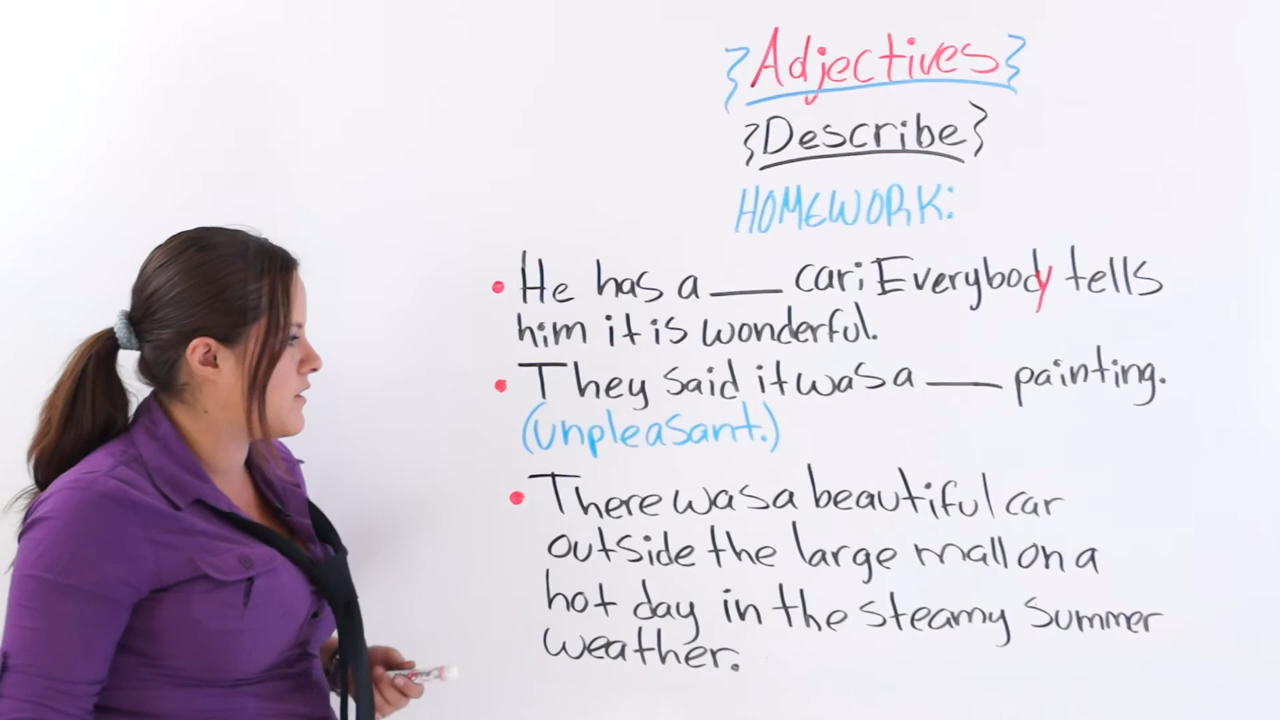 {Adjectives}
{Describe}
HOMEWORK:
• He has a ___ car; Everybody tells
him it is wonderful.
• They said it was a ___ painting.
(unpleasant.)
• There was a beautiful car
outside the large mall on a
hot day in the steamy summer
weather.